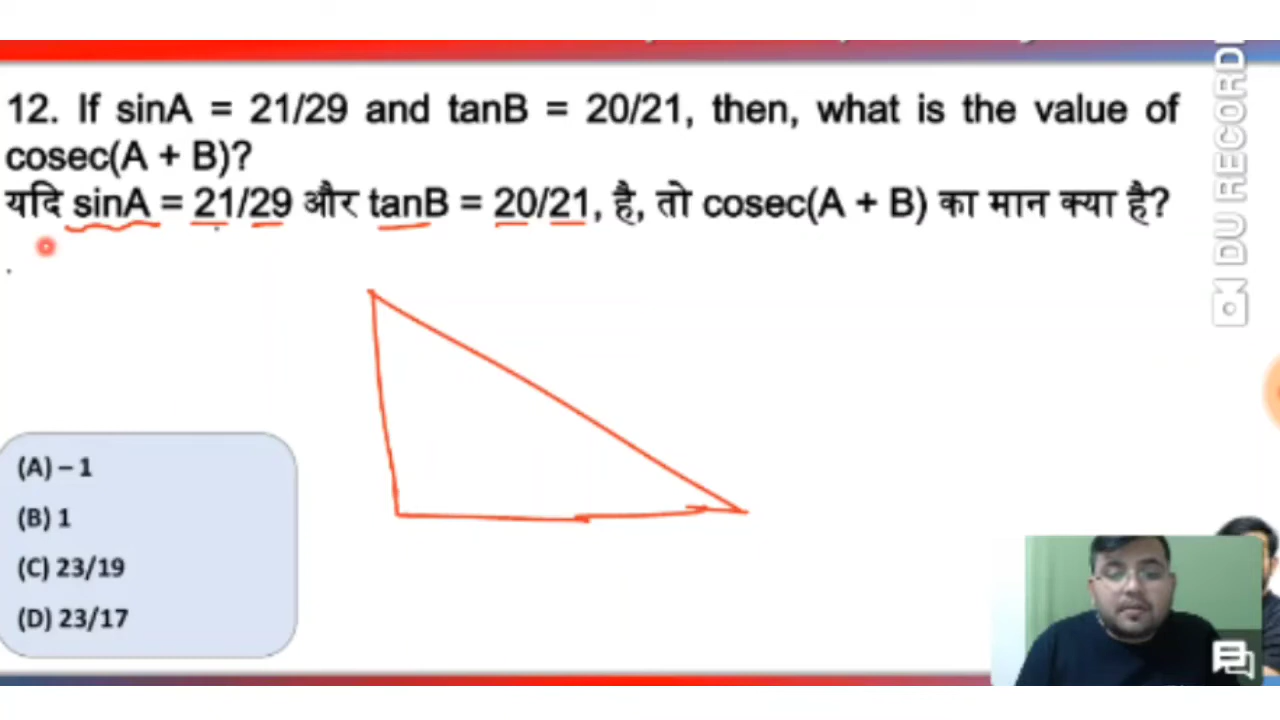 12. If sinA = 21/29 and tanB = 20/21, then, what is the value of
cosec(A + B)?
यदि sinA = 21/29 और tanB = 20/21, है, तो cosec(A + B) का मान क्या है?
(A) – 1
(B) 1
(C) 23/19
(D) 23/17
DU RECORD